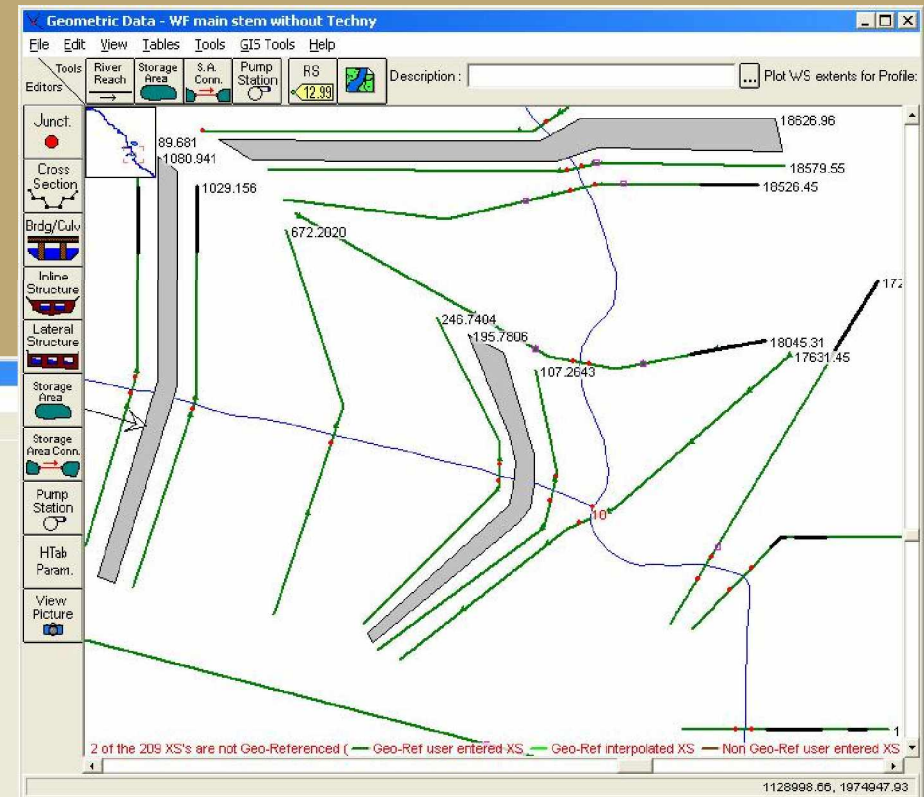 Geometric Data - WF main stem without Techny
File Edit View Tables Tools GIS Tools Help
Tools
Editors
River Reach
Storage Area
S.A. Conn.
Pump Station
RS
12.99
Description :
... Plot WS extents for Profile:
Junct.
Cross Section
Brdg/Culv
Inline Structure
Lateral Structure
Storage Area
Storage Area Conn.
Pump Station
HTab Param.
View Picture
89.681
1080.941
1029.156
18626.96
18579.55
18526.45
672.2020
172
246.7404
195.7806
18045.31
17631.45
107.2643
10
1
2 of the 209 XS's are not Geo-Referenced ( Geo-Ref user entered XS Geo-Ref interpolated XS Non Geo-Ref user entered XS
1128998.66, 1974947.93